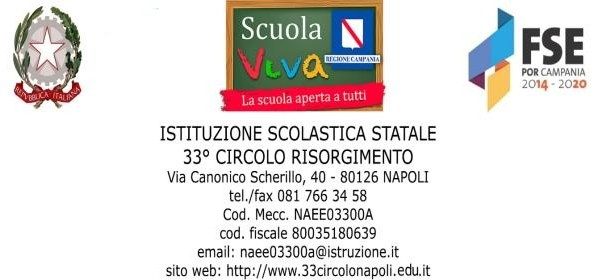 REPVBBLICA ITALIANA
Scuola
Viva
REGIONE CAMPANIA
La scuola aperta a tutti
FSE
POR CAMPANIA
2014 - 2020
ISTITUZIONE SCOLASTICA STATALE
33° CIRCOLO RISORGIMENTO
Via Canonico Scherillo, 40 - 80126 NAPOLI
tel./fax 081 766 34 58
Cod. Mecc. NAEE03300A
cod. fiscale 80035180639
email: naee03300a@istruzione.it
sito web: http://www.33circolonapoli.edu.it